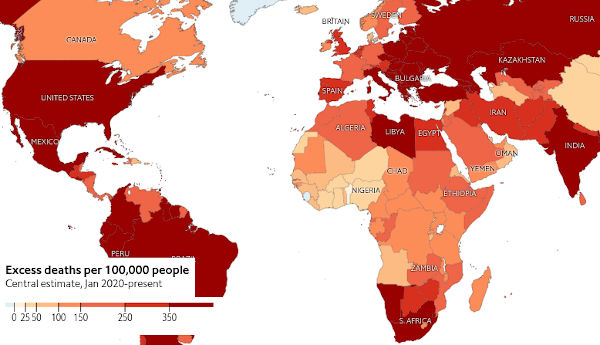 SWEDEN
RUSSIA
BRITAIN
CANADA
KAZAKHSTAN
BULGARIA
SPAIN
UNITED STATES
IRAN
ALGERIA
LIBYA
EGYPT
MEXICO
INDIA
OMAN
CHAD
YEMEN
NIGERIA
ETHIOPIA
PERU
BRAZIL
ZAMBIA
S. AFRICA
Excess deaths per 100,000 people
Central estimate, Jan 2020-present
0 25 50 100 150 250 350